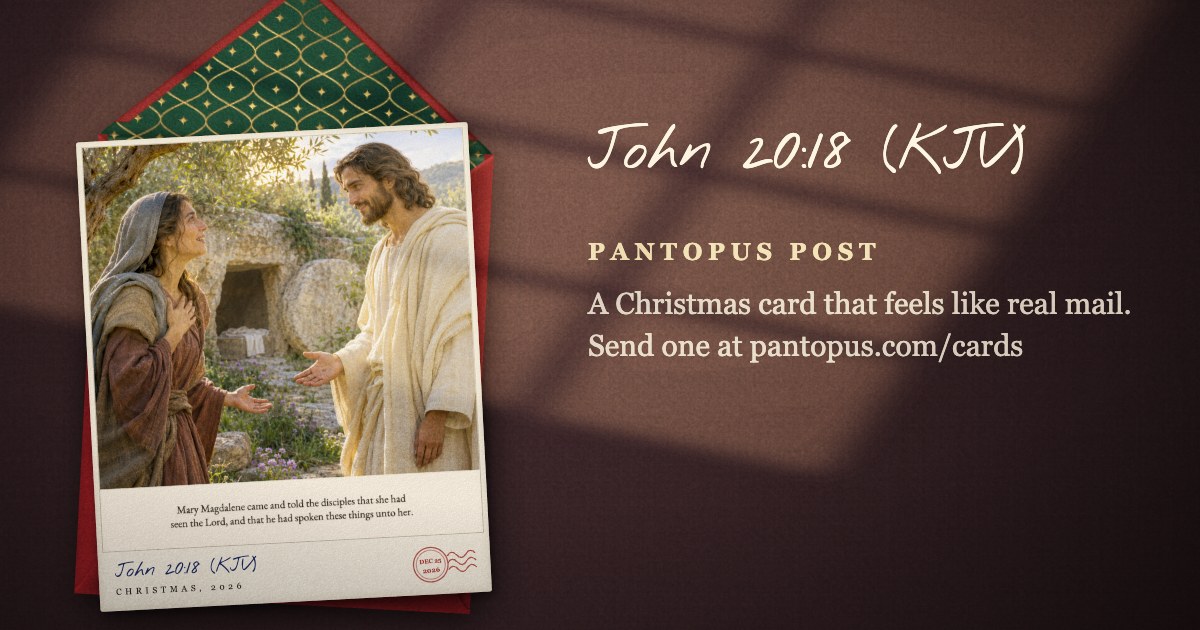 John 20:18 (KJV)
PANTOPUS POST
A Christmas card that feels like real mail.
Send one at pantopus.com/cards
Mary Magdalene came and told the disciples that she had
seen the Lord, and that he had spoken these things unto her.
John 20:18 (KJV)
CHRISTMAS, 2026
DEC 25
2026